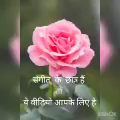 संगीत के छात्र हैं
तो
ये वीडियो आपके लिए है